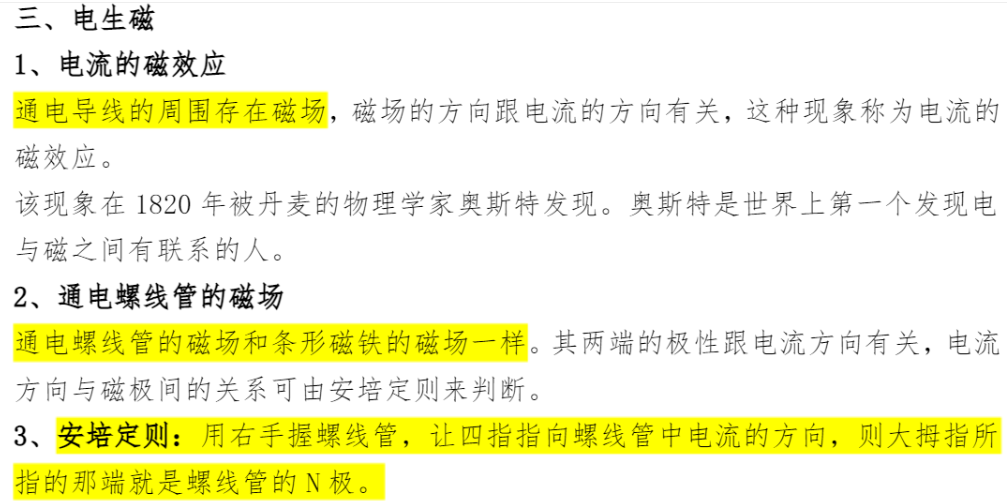 三、电生磁
1、电流的磁效应
通电导线的周围存在磁场，磁场的方向跟电流的方向有关，这种现象称为电流的
磁效应。
该现象在 1820 年被丹麦的物理学家奥斯特发现。奥斯特是世界上第一个发现电
与磁之间有联系的人。
2、通电螺线管的磁场
通电螺线管的磁场和条形磁铁的磁场一样。其两端的极性跟电流方向有关，电流
方向与磁极间的关系可由安培定则来判断。
3、安培定则：用右手握螺线管，让四指指向螺线管中电流的方向，则大拇指所
指的那端就是螺线管的 N 极。